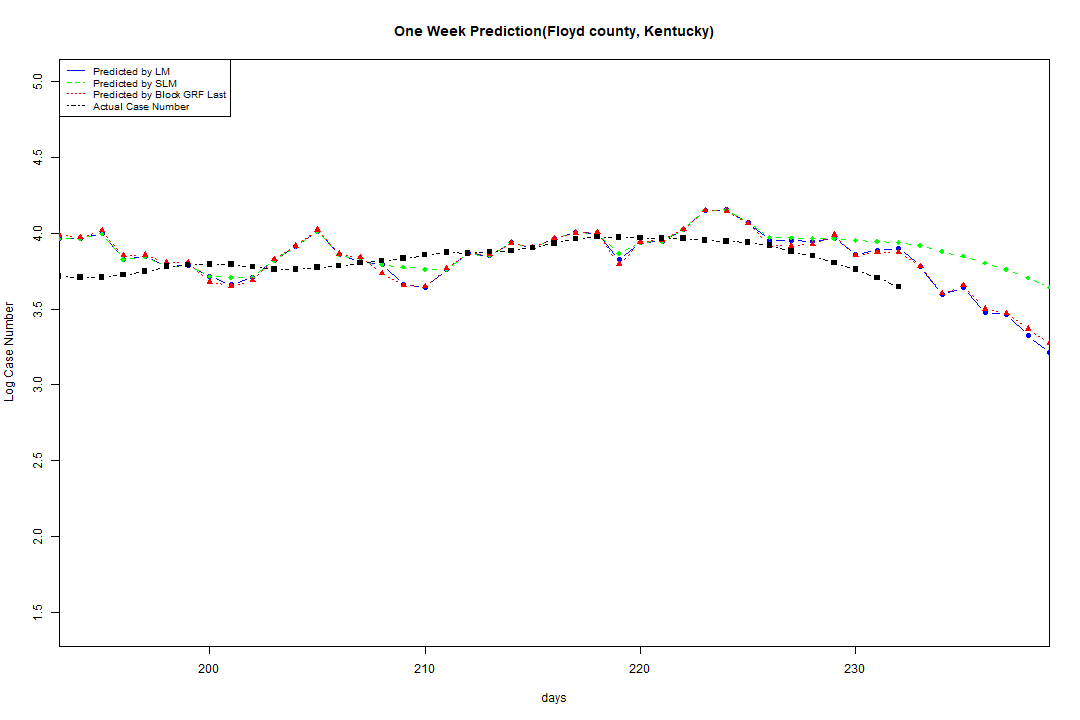 One Week Prediction(Floyd county, Kentucky)
Predicted by LM
Predicted by SLM
Predicted by Block GRF Last
Actual Case Number
5.0
4.5
4.0
3.5
3.0
2.5
2.0
1.5
Log Case Number
200 210 220 230
days